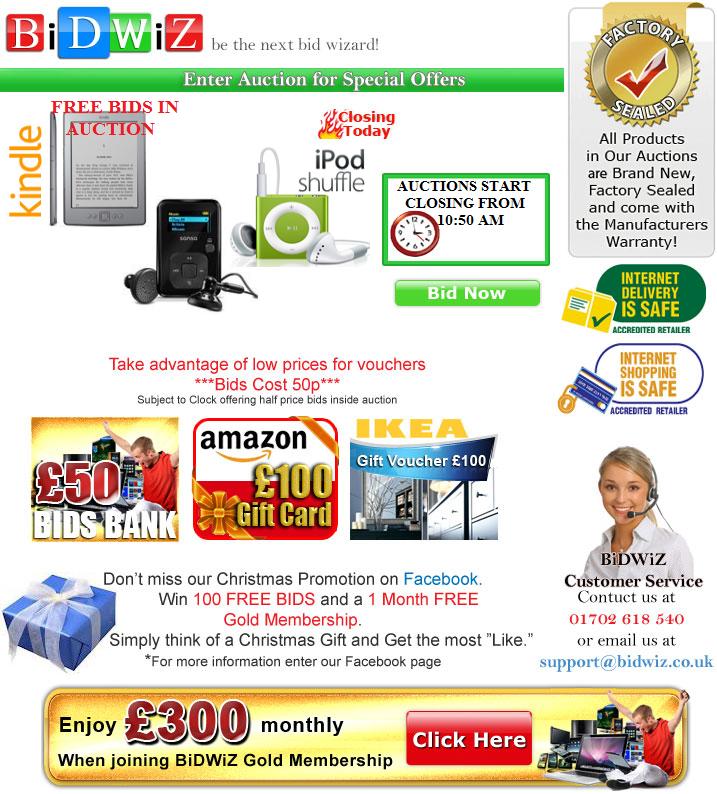 BiDWiZ be the next bid wizard!
Enter Auction for Special Offers
FREE BIDS IN
AUCTION
kindle
Closing
Today
iPod
shuffle
AUCTIONS START
CLOSING FROM
10:50 AM
Bid Now
sansa
FACTORY
SEALED
All Products
in Our Auctions
are Brand New,
Factory Sealed
and come with
the Manufacturers
Warranty!
INTERNET
DELIVERY
IS SAFE
ACCREDITED RETAILER
INTERNET
SHOPPING
IS SAFE
ACCREDITED RETAILER
Take advantage of low prices for vouchers
***Bids Cost 50p***
Subject to Clock offering half price bids inside auction
£50
BIDS BANK
amazon
£100
Gift Card
IKEA
Gift Voucher £100
BiDWiZ
Customer Service
Contuct us at
01702 618 540
or email us at
support@bidwiz.co.uk
Don't miss our Christmas Promotion on Facebook.
Win 100 FREE BIDS and a 1 Month FREE
Gold Membership.
Simply think of a Christmas Gift and Get the most "Like."
*For more information enter our Facebook page
Enjoy £300 monthly
When joining BiDWiZ Gold Membership
Click Here